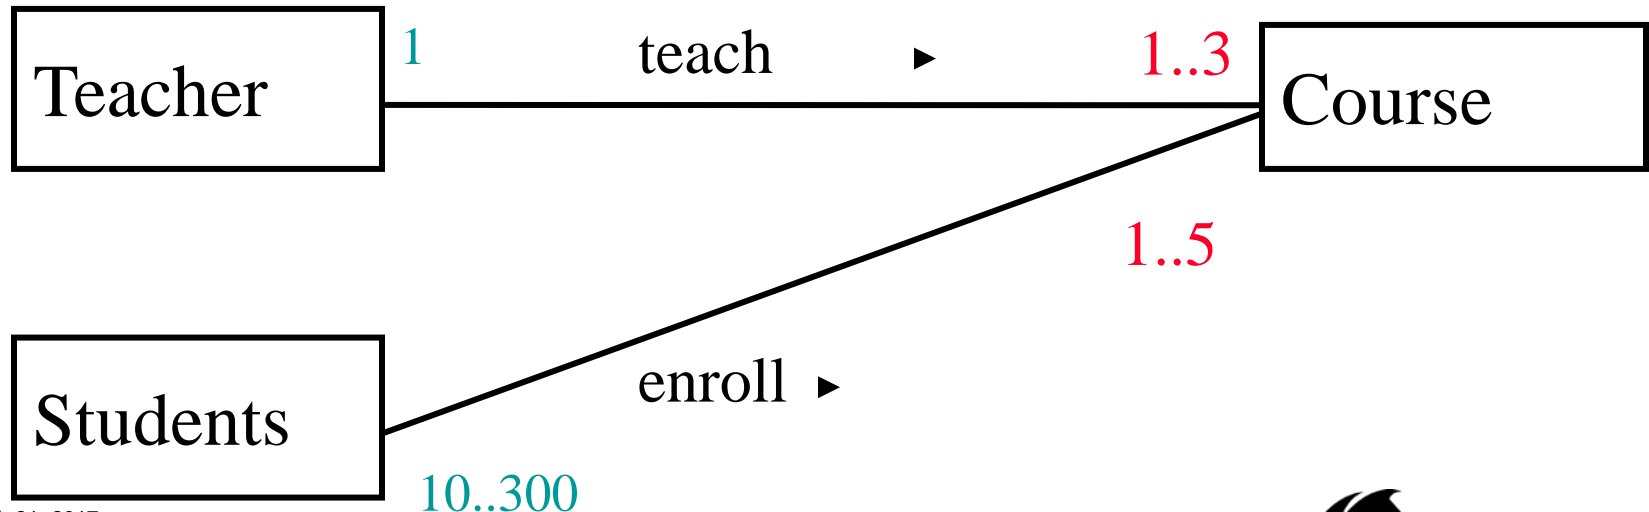 1 teach ► 1..3
Teacher
Course
1..5
enroll ►
Students
10..300